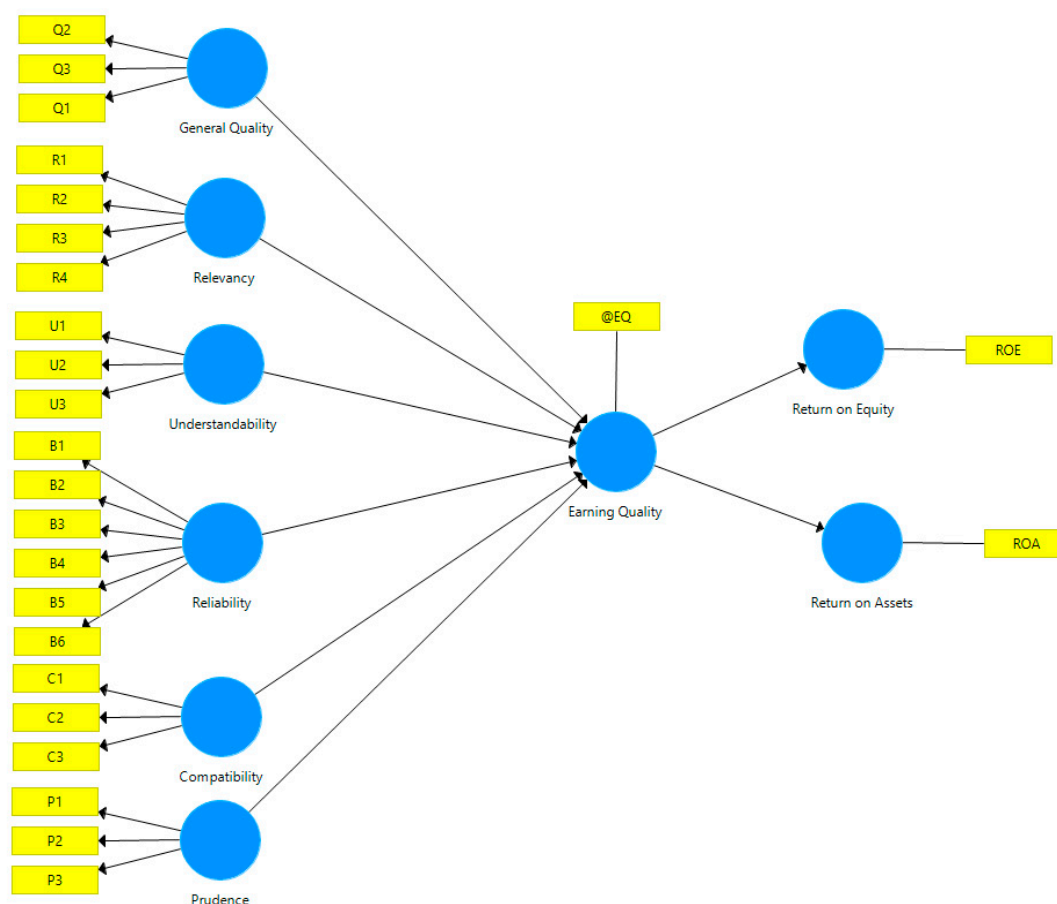 Q2
Q3
Q1
General Quality
R1
R2
R3
R4
Relevancy
U1
U2
U3
Understandability
B1
B2
B3
B4
B5
B6
Reliability
C1
C2
C3
Compatibility
P1
P2
P3
Prudence
@EQ
Earning Quality
Return on Equity
ROE
Return on Assets
ROA